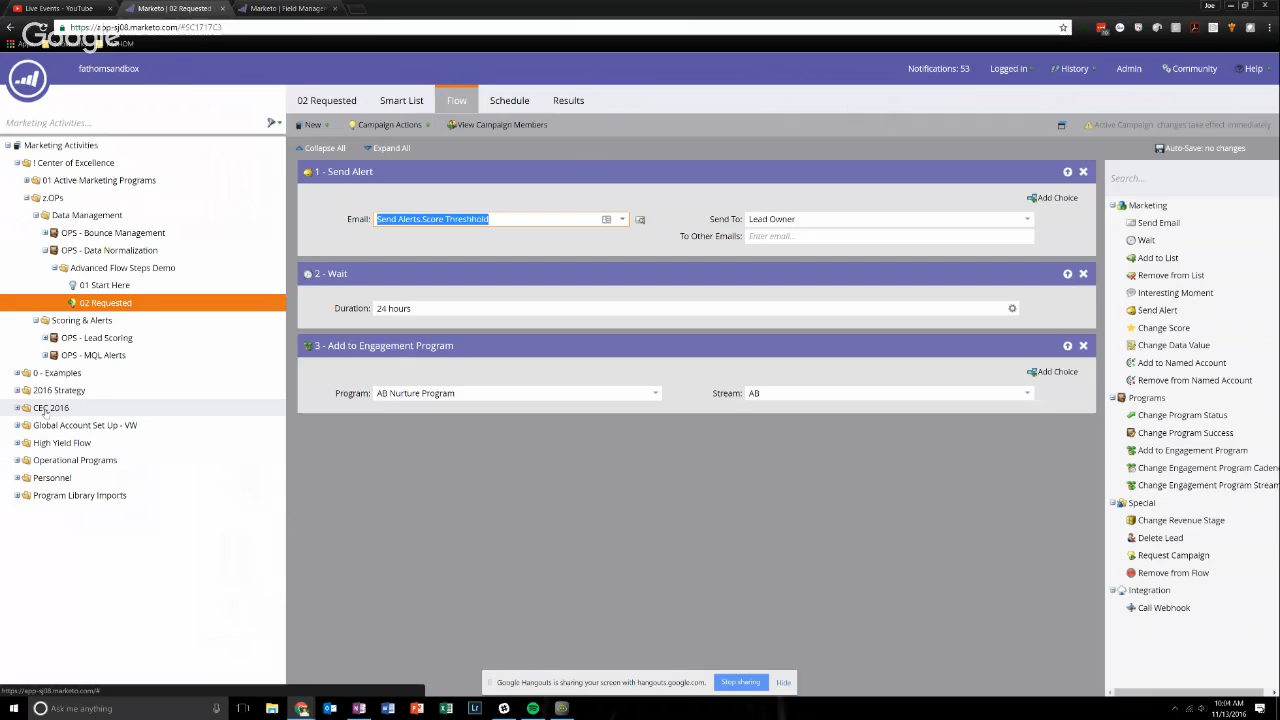 Live Events - YouTube
Marketo | 02 Requested
Marketo | Field Manage
Joe
https://app-sj08.marketo.com/#SC1717C3
Google
FATHOM
fathomsandbox
Notifications: 53
Logged in
History
Admin
Community
Help
Marketing Activities...
02 Requested
Smart List
Flow
Schedule
Results
New
Campaign Actions
View Campaign Members
Active Campaign, changes take effect immediately
Collapse All
Expand All
Auto-Save: no changes
Marketing Activities
! Center of Excellence
01 Active Marketing Programs
z.OPs
Data Management
OPS - Bounce Management
OPS - Data Normalization
Advanced Flow Steps Demo
01 Start Here
02 Requested
Scoring & Alerts
OPS - Lead Scoring
OPS - MQL Alerts
0 - Examples
2016 Strategy
CEC 2016
Global Account Set Up - VW
High Yield Flow
Operational Programs
Personnel
Program Library Imports
1 - Send Alert
Add Choice
Email:
Send Alerts.Score Threshhold
Send To:
Lead Owner
To Other Emails:
Enter email...
2 - Wait
Duration:
24 hours
3 - Add to Engagement Program
Add Choice
Program:
AB Nurture Program
Stream:
AB
Search...
Marketing
Send Email
Wait
Add to List
Remove from List
Interesting Moment
Send Alert
Change Score
Change Data Value
Add to Named Account
Remove from Named Account
Programs
Change Program Status
Change Program Success
Add to Engagement Program
Change Engagement Program Caden
Change Engagement Program Stream
Special
Change Revenue Stage
Delete Lead
Request Campaign
Remove from Flow
Integration
Call Webhook
Google Hangouts is sharing your screen with hangouts.google.com.
Stop sharing
Hide
https://app-sj08.marketo.com/#
Ask me anything
10:04 AM
11/13/2016